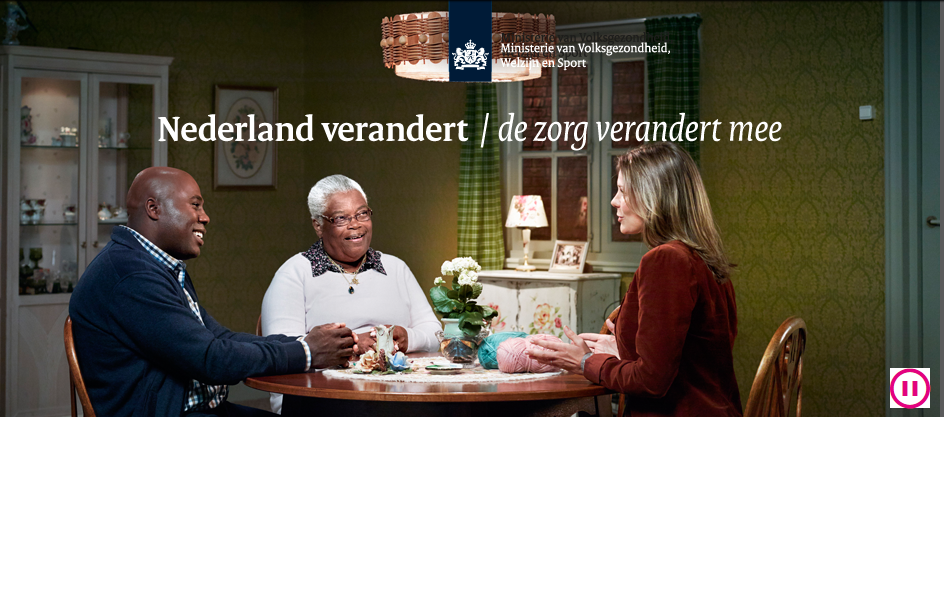 Ministerie van Volksgezondheid,
Welzijn en Sport
Nederland verandert / de zorg verandert mee